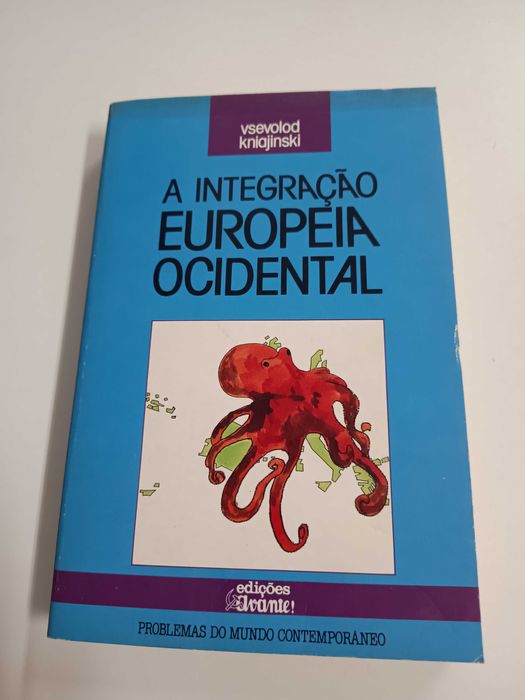 vsevolod
kniajinski
A INTEGRAÇÃO
EUROPEIA
OCIDENTAL
edições
Avante!
PROBLEMAS DO MUNDO CONTEMPORÂNEO